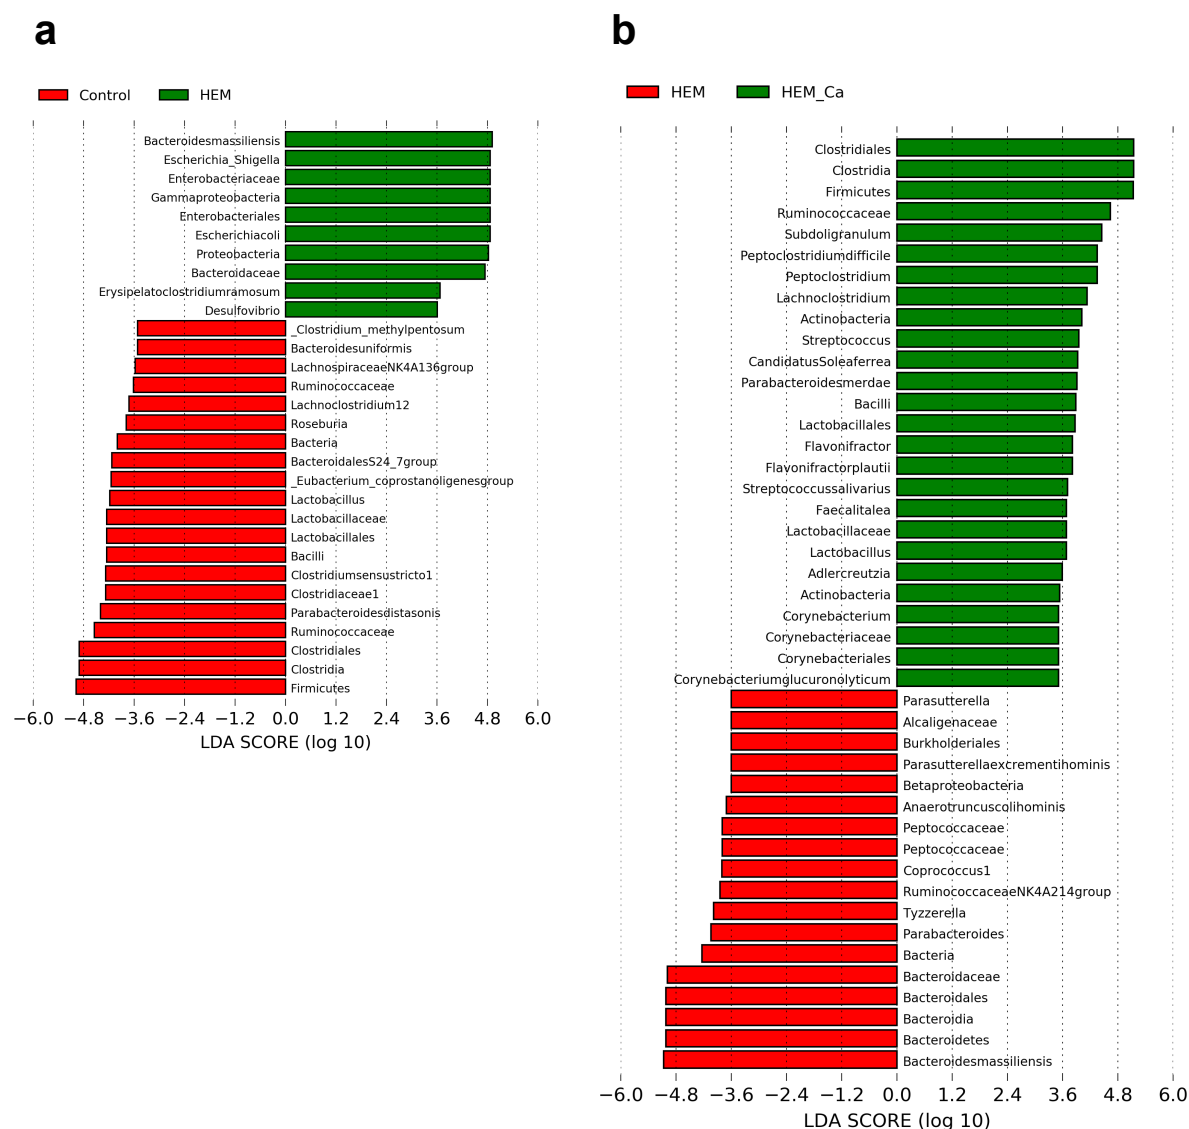 a
Control
HEM
Bacteroidesmassiliensis
Escherichia_Shigella
Enterobacteriaceae
Gammaproteobacteria
Enterobacteriales
Escherichiacoli
Proteobacteria
Bacteroidaceae
Erysipelatoclostridiumramosum
Desulfovibrio
_Clostridium_methylpentosum
Bacteroidesuniformis
LachnospiraceaeNK4A136group
Ruminococcaceae
Lachnoclostridium12
Roseburia
Bacteria
BacteroidalesS24_7group
_Eubacterium_coprostanoligenesgroup
Lactobacillus
Lactobacillaceae
Lactobacillales
Bacilli
Clostridiumsensustricto1
Clostridiaceae1
Parabacteroidesdistasonis
Ruminococcaceae
Clostridiales
Clostridia
Firmicutes
−6.0 −4.8 −3.6 −2.4 −1.2 0.0 1.2 2.4 3.6 4.8 6.0
LDA SCORE (log 10)
b
HEM
HEM_Ca
Clostridiales
Clostridia
Firmicutes
Ruminococcaceae
Subdoligranulum
Peptoclostridiumdifficile
Peptoclostridium
Lachnoclostridium
Actinobacteria
Streptococcus
CandidatusSoleaferrea
Parabacteroidesmerdae
Bacilli
Lactobacillales
Flavonifractor
Flavonifractorplautii
Streptococcussalivarius
Faecalitalea
Lactobacillaceae
Lactobacillus
Adlercreutzia
Actinobacteria
Corynebacterium
Corynebacteriaceae
Corynebacteriales
Corynebacteriumglucuronolyticum
Parasutterella
Alcaligenaceae
Burkholderiales
Parasutterellaexcrementihominis
Betaproteobacteria
Anaerotruncuscolihominis
Peptococcaceae
Peptococcaceae
Coprococcus1
RuminococcaceaeNK4A214group
Tyzzerella
Parabacteroides
Bacteria
Bacteroidaceae
Bacteroidales
Bacteroidia
Bacteroidetes
Bacteroidesmassiliensis
−6.0 −4.8 −3.6 −2.4 −1.2 0.0 1.2 2.4 3.6 4.8 6.0
LDA SCORE (log 10)